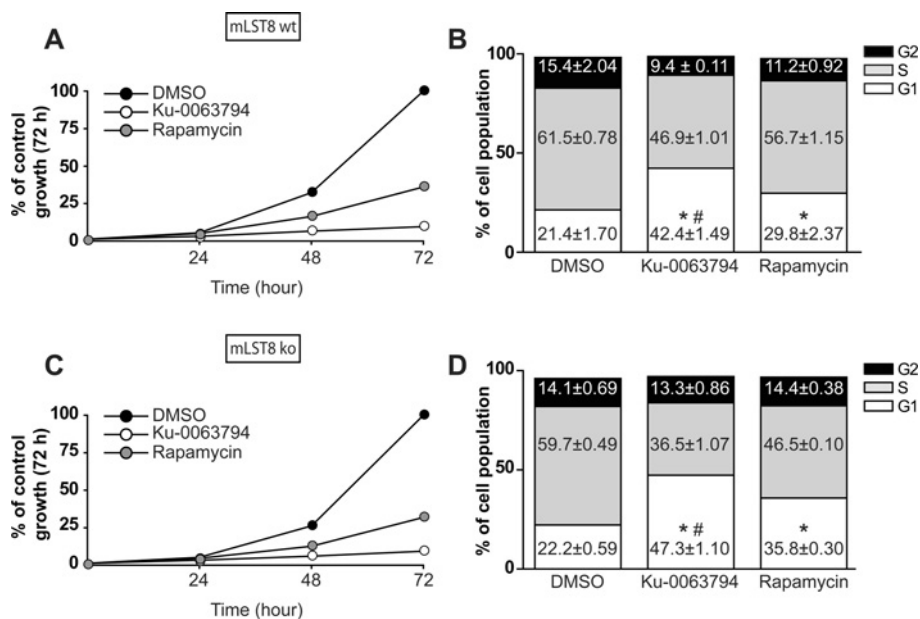 A
mLST8 wt
DMSO
Ku-0063794
Rapamycin
% of control
growth (72 h)
100
75
50
25
0
24
48
72
Time (hour)
B
G2
S
G1
% of cell population
100
50
0
15.4±2.04
9.4 ± 0.11
11.2±0.92
61.5±0.78
46.9±1.01
56.7±1.15
* #
*
21.4±1.70
42.4±1.49
29.8±2.37
DMSO
Ku-0063794
Rapamycin
C
mLST8 ko
DMSO
Ku-0063794
Rapamycin
% of control
growth (72 h)
100
75
50
25
0
24
48
72
Time (hour)
D
G2
S
G1
% of cell population
100
50
0
14.1±0.69
13.3±0.86
14.4±0.38
59.7±0.49
36.5±1.07
46.5±0.10
* #
*
22.2±0.59
47.3±1.10
35.8±0.30
DMSO
Ku-0063794
Rapamycin